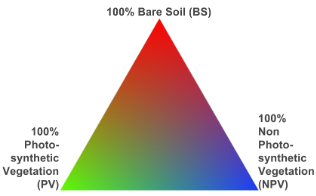 100% Bare Soil (BS)
100%
Photo-
synthetic
Vegetation
(PV)
100%
Non
Photo-
synthetic
Vegetation
(NPV)